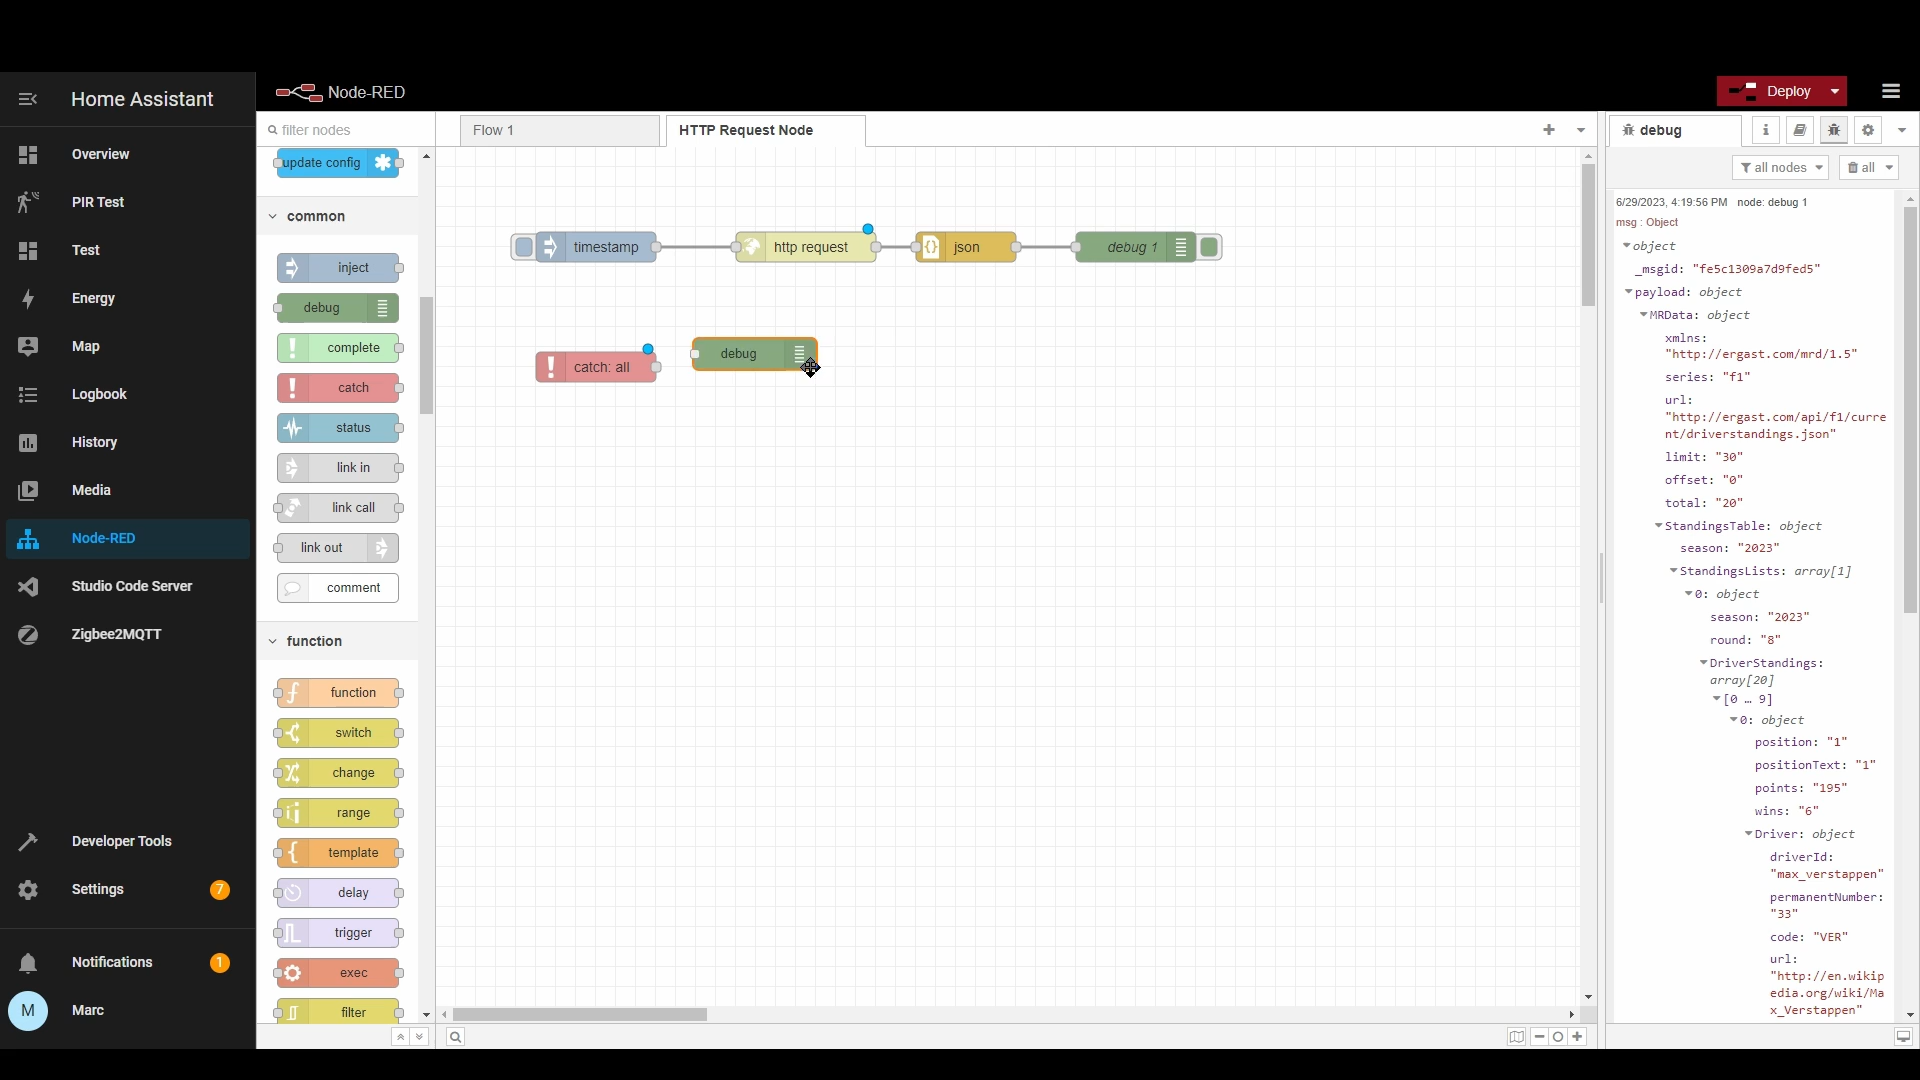 Home Assistant
Overview
PIR Test
Test
Energy
Map
Logbook
History
Media
Node-RED
Studio Code Server
Zigbee2MQTT
Developer Tools
Settings
7
Notifications
1
M
Marc
Node-RED
Deploy
filter nodes
update config
common
inject
debug
complete
catch
status
link in
link call
link out
comment
function
function
switch
change
range
template
delay
trigger
exec
filter
Flow 1
HTTP Request Node
timestamp
http request
json
debug 1
catch: all
debug
debug
all nodes
all
6/29/2023, 4:19:56 PM node: debug 1
msg : Object
object
_msgid: "fe5c1309a7d9fed5"
payload: object
MRData: object
xmlns:
"http://ergast.com/mrd/1.5"
series: "f1"
url:
"http://ergast.com/api/f1/curre
nt/driverstandings.json"
limit: "30"
offset: "0"
total: "20"
StandingsTable: object
season: "2023"
StandingsLists: array[1]
0: object
season: "2023"
round: "8"
DriverStandings:
array[20]
[0 … 9]
0: object
position: "1"
positionText: "1"
points: "195"
wins: "6"
Driver: object
driverId:
"max_verstappen"
permanentNumber:
"33"
code: "VER"
url:
"http://en.wikip
edia.org/wiki/Ma
x_Verstappen"